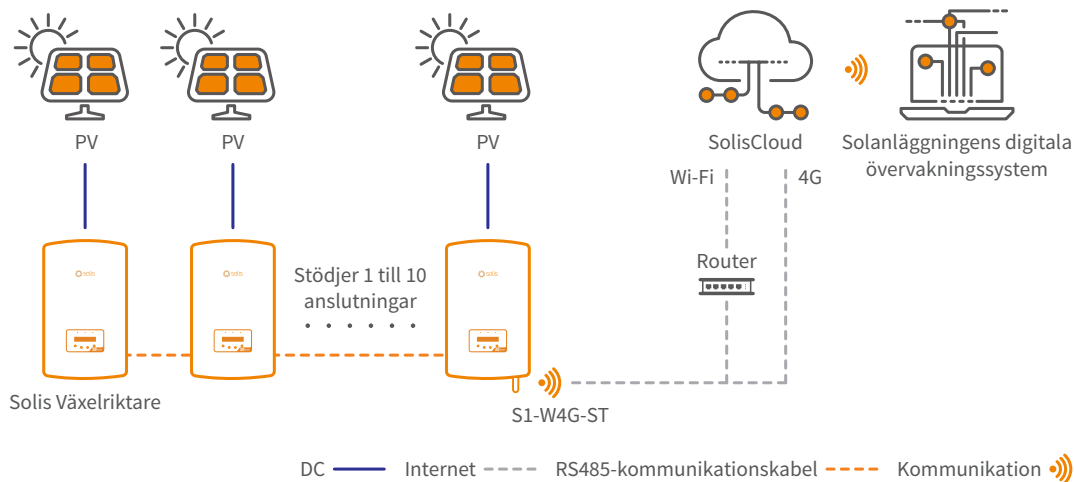 PV
PV
PV
SolisCloud
Solanläggningens digitala
övervakningssystem
Wi-Fi
4G
Router
solis
solis
solis
Stödjer 1 till 10
anslutningar
Solis Växelriktare
S1-W4G-ST
DC
Internet
RS485-kommunikationskabel
Kommunikation